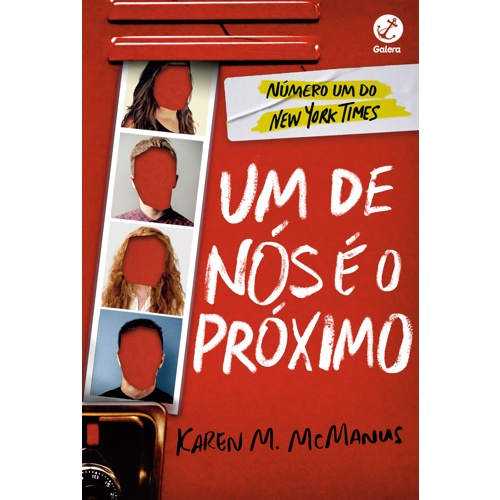 Galera
NÚMERO UM DO
NEW YORK TIMES
UM DE
NÓS É O
PRÓXIMO
KAREN M. McMANUS